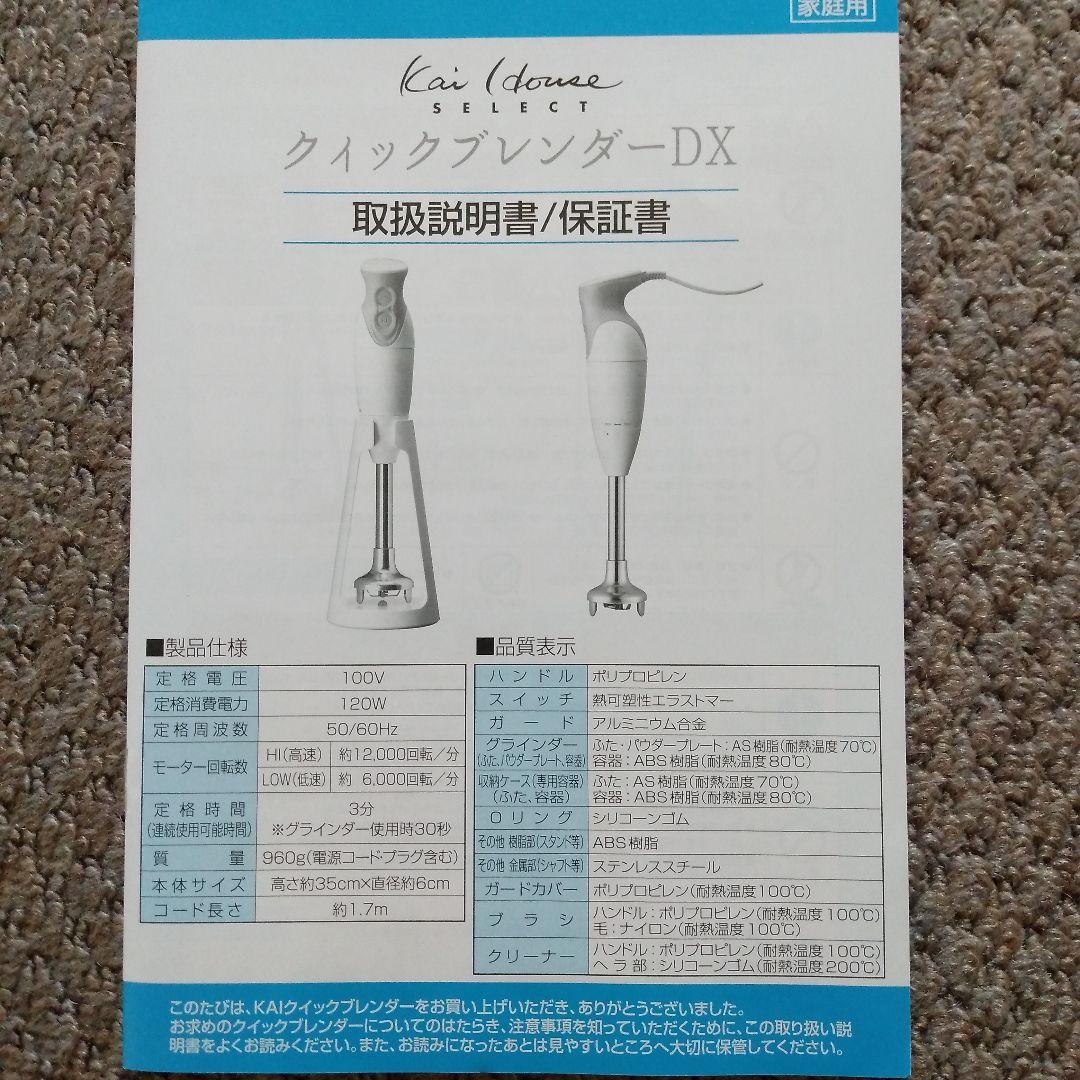 家庭用
Kai House
SELECT
クィックブレンダーDX
取扱説明書/保証書
■製品仕様
定格電圧 100V
定格消費電力 120W
定格周波数 50/60Hz
モーター回転数 HI(高速) 約12,000回転/分
LOW(低速) 約 6,000回転/分
定格時間 3分
(連続使用可能時間) ※グラインダー使用時30秒
質量 960g(電源コードプラグ含む)
本体サイズ 高さ約35cm×直径約6cm
コード長さ 約1.7m
■品質表示
ハンドル ポリプロピレン
スイッチ 熱可塑性エラストマー
ガード アルミニウム合金
グラインダー ふた・パウダープレート:AS樹脂(耐熱温度70℃)
(ふた、パウダープレート、容器) 容器:ABS樹脂(耐熱温度80℃)
収納ケース(専用容器) ふた:AS樹脂(耐熱温度70℃)
(ふた、容器) 容器:ABS樹脂(耐熱温度80℃)
Oリング シリコーンゴム
その他 樹脂部(スタンド等) ABS樹脂
その他 金属部(シャフト等) ステンレススチール
ガードカバー ポリプロピレン(耐熱温度100℃)
ブラシ ハンドル:ポリプロピレン(耐熱温度100℃)
毛:ナイロン(耐熱温度100℃)
クリーナー ハンドル:ポリプロピレン(耐熱温度100℃)
ヘラ部:シリコーンゴム(耐熱温度200℃)
このたびは、KAIクイックブレンダーをお買い上げいただき、ありがとうございました。
お求めのクイックブレンダーについてのはたらき、注意事項を知っていただくために、この取り扱い説
明書をよくお読みください。また、お読みになったあとは見やすいところへ大切に保管してください。